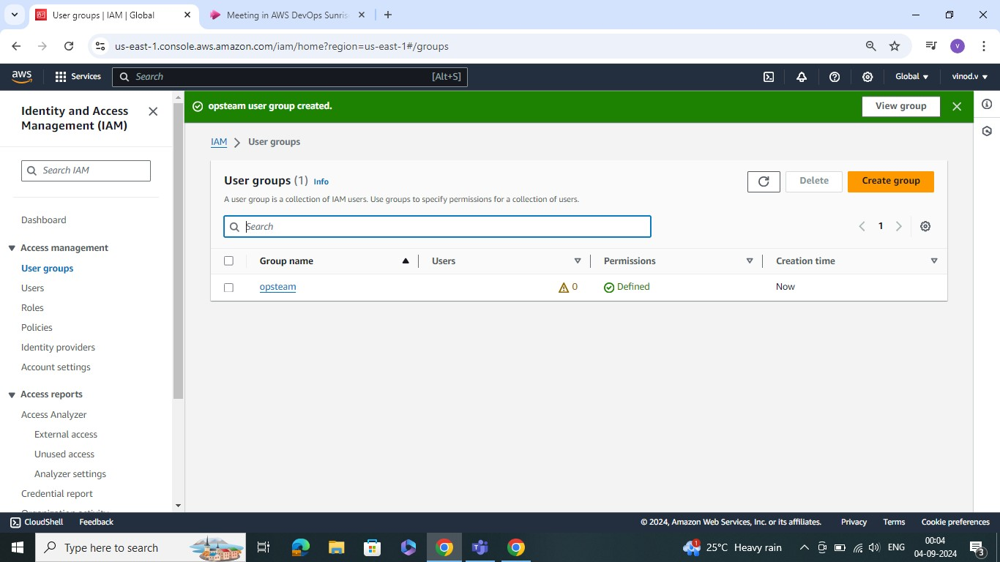 User groups | IAM | Global
Meeting in AWS DevOps Sunris
us-east-1.console.aws.amazon.com/iam/home?region=us-east-1#/groups
V
aws
Services
Search
[Alt+S]
Global
vinod.v
Identity and Access
Management (IAM)
Search IAM
Dashboard
Access management
User groups
Users
Roles
Policies
Identity providers
Account settings
Access reports
Access Analyzer
External access
Unused access
Analyzer settings
Credential report
Organization activity
opsteam user group created.
View group
IAM
User groups
User groups (1) Info
A user group is a collection of IAM users. Use groups to specify permissions for a collection of users.
Delete
Create group
Search
1
Group name
Users
Permissions
Creation time
opsteam
0
Defined
Now
CloudShell
Feedback
© 2024, Amazon Web Services, Inc. or its affiliates.
Privacy
Terms
Cookie preferences
Type here to search
1
25°C Heavy rain
ENG
00:04
04-09-2024
3